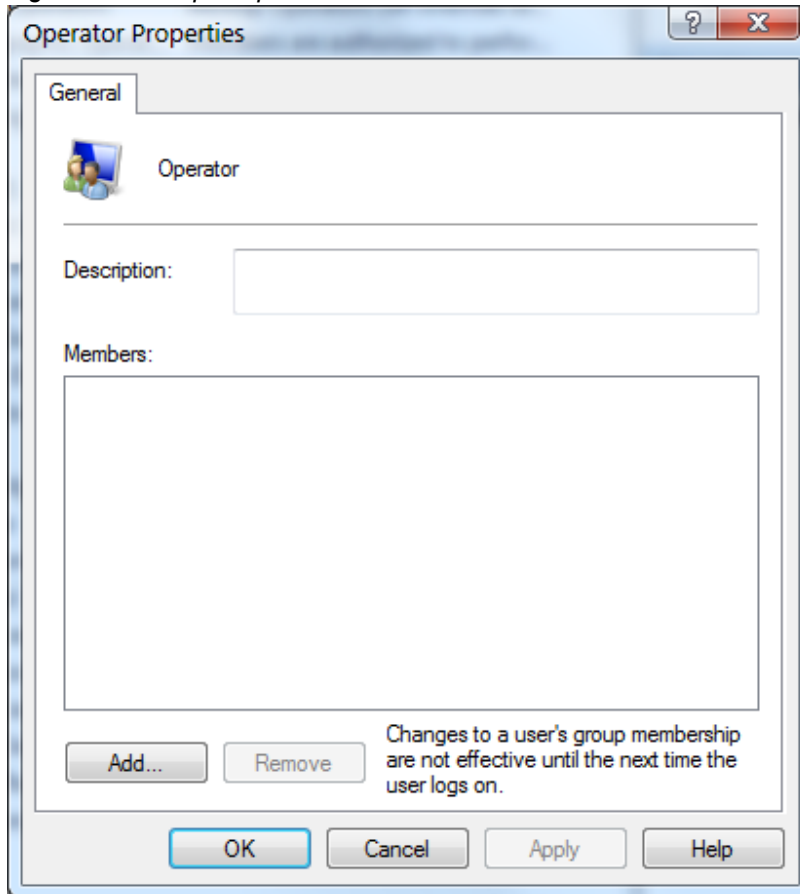 Operator Properties
General
Operator
Description:
Members:
Changes to a user's group membership
are not effective until the next time the
user logs on.
Add...
Remove
OK
Cancel
Apply
Help